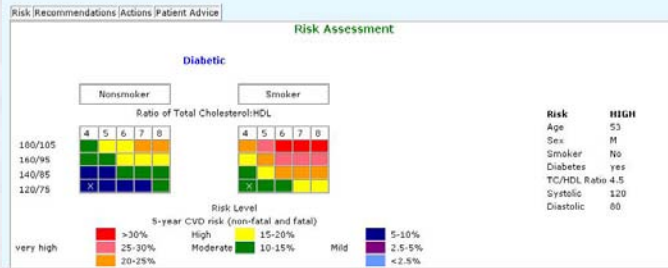 Risk Recommendations Actions Patient Advice
Risk Assessment
Diabetic
Nonsmoker Smoker
Ratio of Total Cholesterol:HDL
4 5 6 7 8 4 5 6 7 8
180/105
160/95
140/85
120/75 X X
Risk Level
5-year CVD risk (non-fatal and fatal)
>30% High 15-20% 5-10%
very high 25-30% Moderate 10-15% Mild 2.5-5%
20-25% <2.5%
Risk HIGH
Age 53
Sex M
Smoker No
Diabetes yes
TC/HDL Ratio 4.5
Systolic 120
Diastolic 80